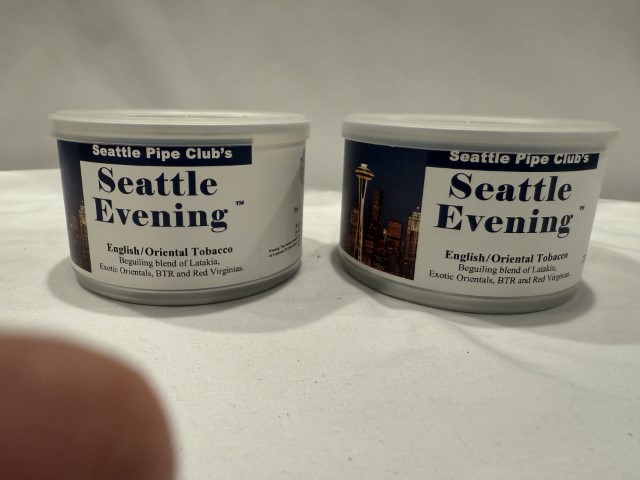 Seattle Pipe Club's
Seattle
Evening™
English/Oriental Tobacco
Beguiling blend of Latakia,
Exotic Orientals, BTR and Red Virginias.
Seattle Pipe Club's
Seattle
Evening™
English/Oriental Tobacco
Beguiling blend of Latakia,
Exotic Orientals, BTR and Red Virginias.